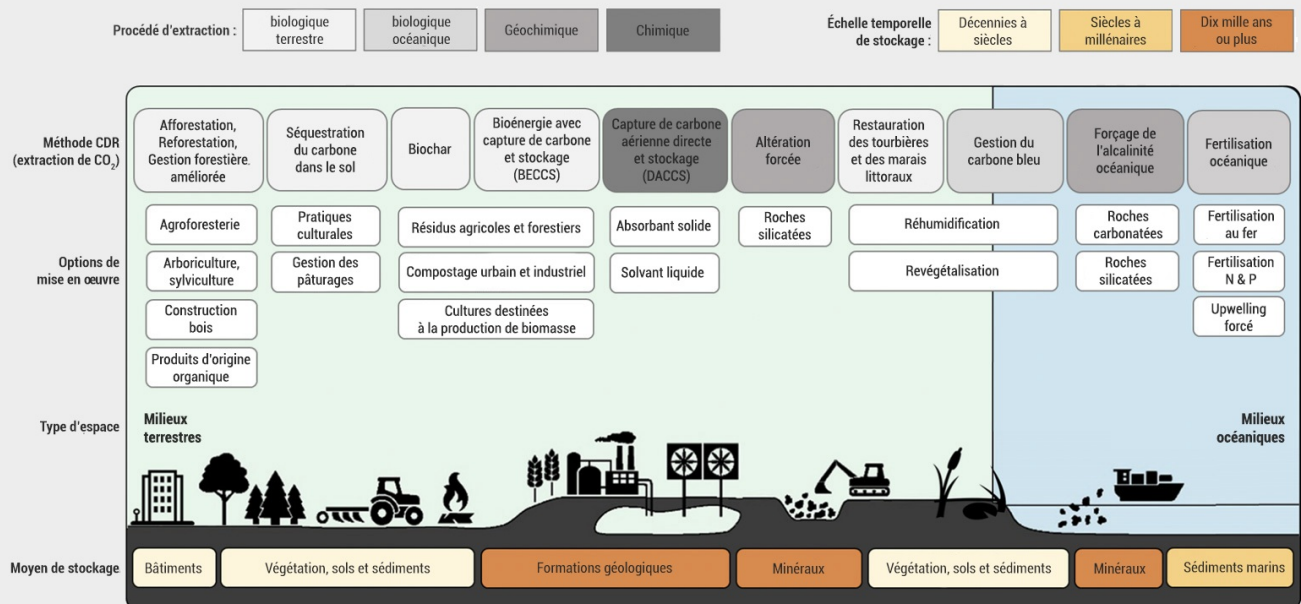 Procédé d'extraction :
biologique
terrestre
biologique
océanique
Géochimique
Chimique
Échelle temporelle
de stockage :
Décennies à
siècles
Siècles à
millénaires
Dix mille ans
ou plus
Méthode CDR
(extraction de CO₂)
Afforestation,
Reforestation,
Gestion forestière.
améliorée
Séquestration
du carbone
dans le sol
Biochar
Bioénergie avec
capture de carbone
et stockage
(BECCS)
Capture de carbone
aérienne directe
et stockage
(DACCS)
Altération
forcée
Restauration
des tourbières
et des marais
littoraux
Gestion du
carbone bleu
Forçage de
l'alcalinité
océanique
Fertilisation
océanique
Options de
mise en œuvre
Agroforesterie
Arboriculture,
sylviculture
Construction
bois
Produits d'origine
organique
Pratiques
culturales
Gestion des
pâturages
Résidus agricoles et forestiers
Compostage urbain et industriel
Cultures destinées
à la production de biomasse
Absorbant solide
Solvant liquide
Roches
silicatées
Réhumidification
Revégétalisation
Roches
carbonatées
Roches
silicatées
Fertilisation
au fer
Fertilisation
N & P
Upwelling
forcé
Type d'espace
Milieux
terrestres
Milieux
océaniques
Moyen de stockage
Bâtiments
Végétation, sols et sédiments
Formations géologiques
Minéraux
Végétation, sols et sédiments
Minéraux
Sédiments marins